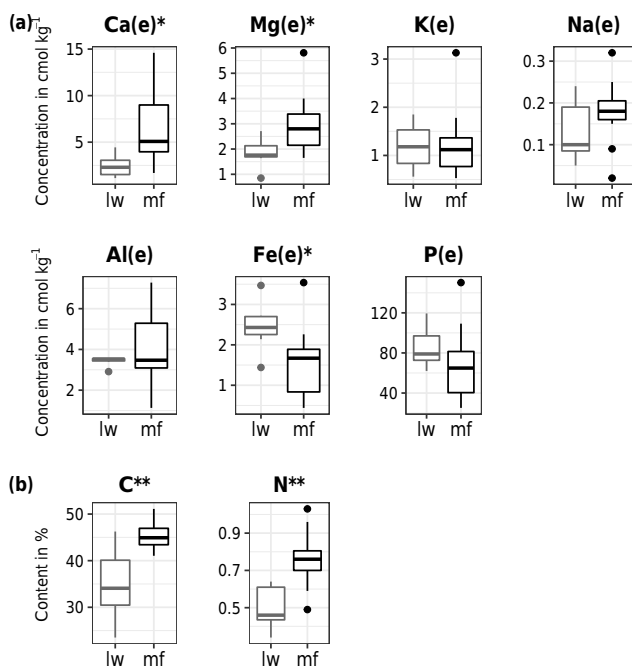 (a)
Ca(e)* Mg(e)* K(e) Na(e)
Concentration in cmol kg⁻¹
15
10
5
lw mf
6
5
4
3
2
1
lw mf
3
2
1
lw mf
0.3
0.2
0.1
lw mf
Al(e) Fe(e)* P(e)
Concentration in cmol kg⁻¹
6
4
2
lw mf
3
2
1
lw mf
120
80
40
lw mf
(b)
C** N**
Content in %
50
40
30
lw mf
0.9
0.7
0.5
lw mf